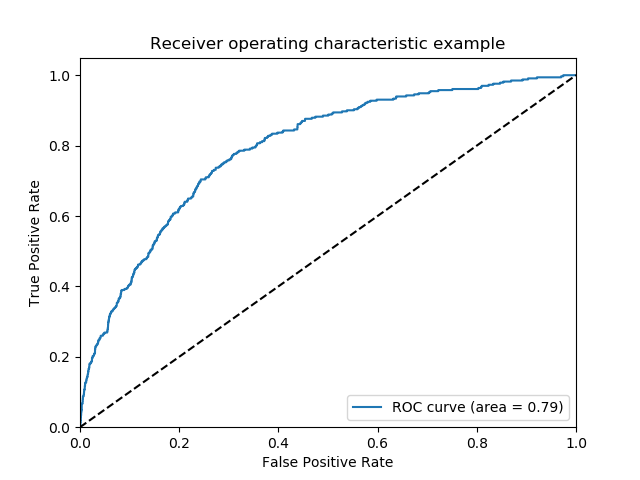 Receiver operating characteristic example
1.0
0.8
0.6
0.4
0.2
0.0
True Positive Rate
ROC curve (area = 0.79)
0.0 0.2 0.4 0.6 0.8 1.0
False Positive Rate